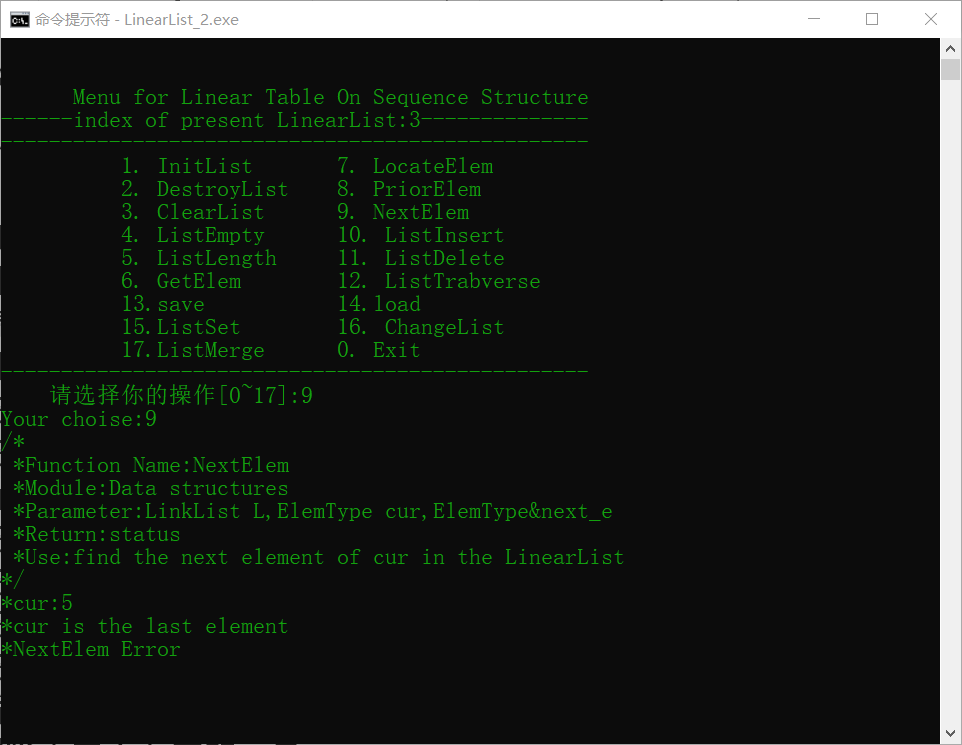 命令提示符 - LinearList_2.exe
Menu for Linear Table On Sequence Structure
------index of present LinearList:3--------------
-------------------------------------------------
1. InitList 7. LocateElem
2. DestroyList 8. PriorElem
3. ClearList 9. NextElem
4. ListEmpty 10. ListInsert
5. ListLength 11. ListDelete
6. GetElem 12. ListTrabverse
13.save 14.load
15.ListSet 16. ChangeList
17.ListMerge 0. Exit
-------------------------------------------------
请选择你的操作[0~17]:9
Your choise:9
/*
*Function Name:NextElem
*Module:Data structures
*Parameter:LinkList L,ElemType cur,ElemType&next_e
*Return:status
*Use:find the next element of cur in the LinearList
*/
*cur:5
*cur is the last element
*NextElem Error